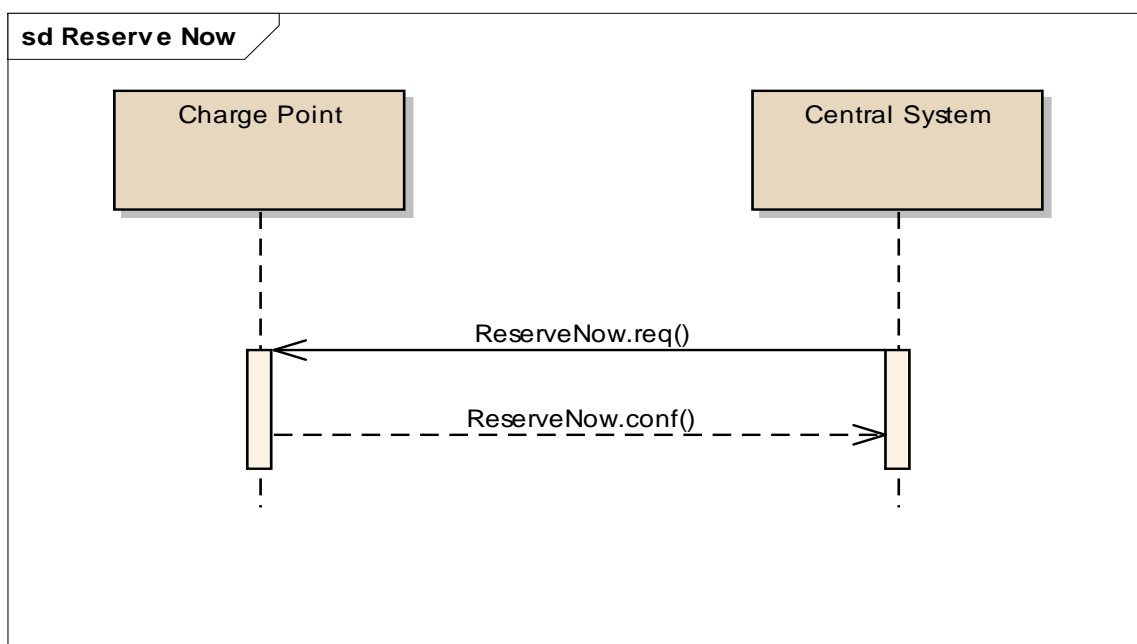 sd Reserve Now
Charge Point
Central System
ReserveNow.req()
ReserveNow.conf()